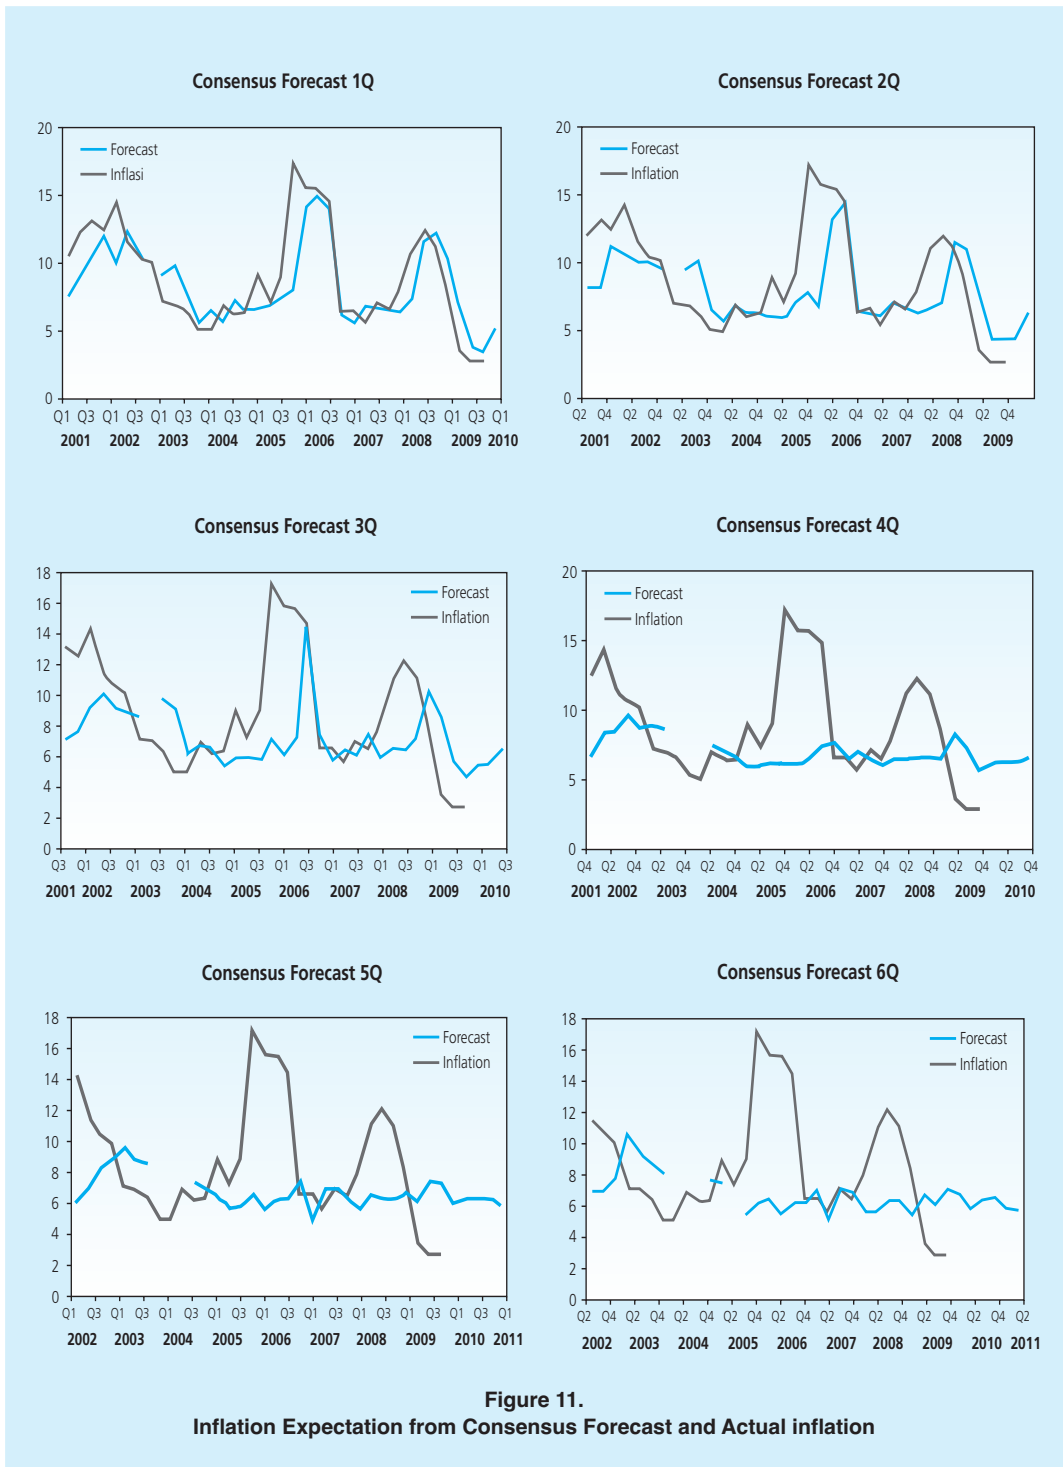 Consensus Forecast 1Q
20
15
10
5
0
Forecast
Inflasi
Q1 Q3 Q1 Q3 Q1 Q3 Q1 Q3 Q1 Q3 Q1 Q3 Q1 Q3 Q1 Q3 Q1 Q3 Q1
2001 2002 2003 2004 2005 2006 2007 2008 2009 2010
Consensus Forecast 2Q
20
15
10
5
0
Forecast
Inflation
Q2 Q4 Q2 Q4 Q2 Q4 Q2 Q4 Q2 Q4 Q2 Q4 Q2 Q4 Q2 Q4 Q2 Q4
2001 2002 2003 2004 2005 2006 2007 2008 2009
Consensus Forecast 3Q
18
16
14
12
10
8
6
4
2
0
Forecast
Inflation
Q3 Q1 Q3 Q1 Q3 Q1 Q3 Q1 Q3 Q1 Q3 Q1 Q3 Q1 Q3 Q1 Q3 Q1 Q3
2001 2002 2003 2004 2005 2006 2007 2008 2009 2010
Consensus Forecast 4Q
20
15
10
5
0
Forecast
Inflation
Q4 Q2 Q4 Q2 Q4 Q2 Q4 Q2 Q4 Q2 Q4 Q2 Q4 Q2 Q4 Q2 Q4 Q2 Q4
2001 2002 2003 2004 2005 2006 2007 2008 2009 2010
Consensus Forecast 5Q
18
16
14
12
10
8
6
4
2
0
Forecast
Inflation
Q1 Q3 Q1 Q3 Q1 Q3 Q1 Q3 Q1 Q3 Q1 Q3 Q1 Q3 Q1 Q3 Q1 Q3 Q1
2002 2003 2004 2005 2006 2007 2008 2009 2010 2011
Consensus Forecast 6Q
18
16
14
12
10
8
6
4
2
0
Forecast
Inflation
Q2 Q4 Q2 Q4 Q2 Q4 Q2 Q4 Q2 Q4 Q2 Q4 Q2 Q4 Q2 Q4 Q2 Q4 Q2
2002 2003 2004 2005 2006 2007 2008 2009 2010 2011
Figure 11.
Inflation Expectation from Consensus Forecast and Actual inflation